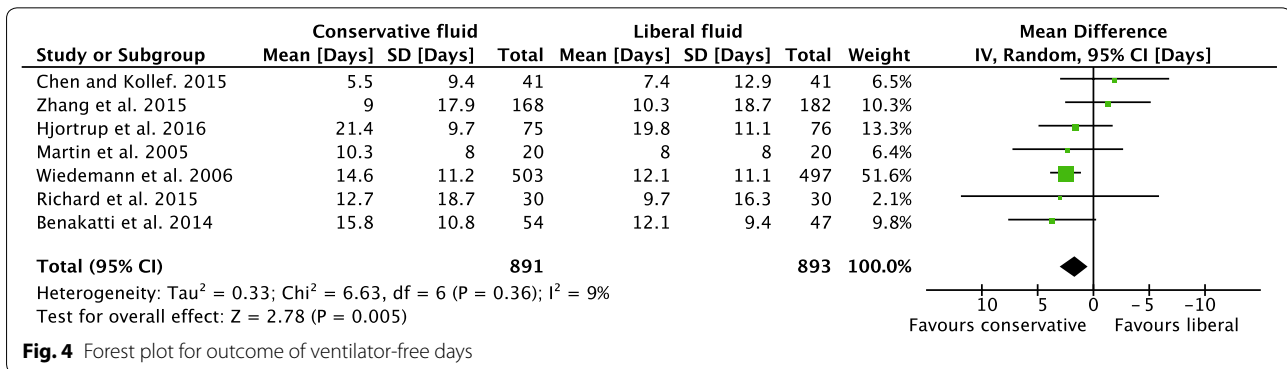 Conservative fluid Liberal fluid Mean Difference
Study or Subgroup Mean [Days] SD [Days] Total Mean [Days] SD [Days] Total Weight IV, Random, 95% CI [Days]
Chen and Kollef. 2015 5.5 9.4 41 7.4 12.9 41 6.5%
Zhang et al. 2015 9 17.9 168 10.3 18.7 182 10.3%
Hjortrup et al. 2016 21.4 9.7 75 19.8 11.1 76 13.3%
Martin et al. 2005 10.3 8 20 8 8 20 6.4%
Wiedemann et al. 2006 14.6 11.2 503 12.1 11.1 497 51.6%
Richard et al. 2015 12.7 18.7 30 9.7 16.3 30 2.1%
Benakatti et al. 2014 15.8 10.8 54 12.1 9.4 47 9.8%
Total (95% CI) 891 893 100.0%
Heterogeneity: Tau² = 0.33; Chi² = 6.63, df = 6 (P = 0.36); I² = 9%
Test for overall effect: Z = 2.78 (P = 0.005)
10 5 0 -5 -10
Favours conservative Favours liberal
Fig. 4 Forest plot for outcome of ventilator-free days